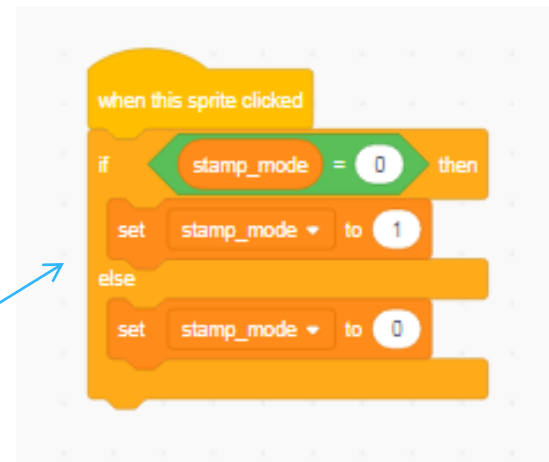 when this sprite clicked
if stamp_mode = 0 then
set stamp_mode to 1
else
set stamp_mode to 0